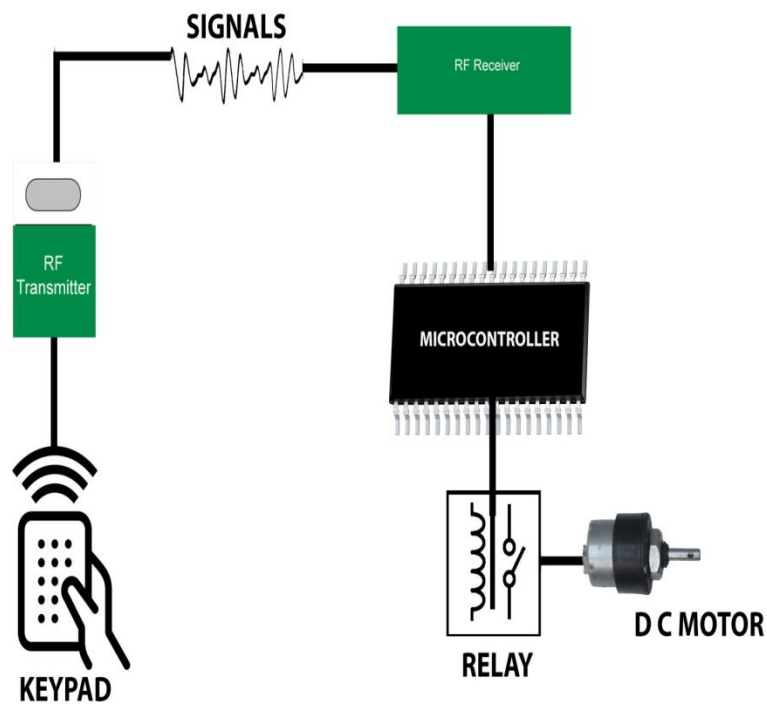 SIGNALS
RF Receiver
RF
Transmitter
MICROCONTROLLER
D C MOTOR
RELAY
KEYPAD